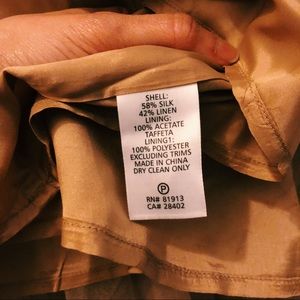 SHELL:
58% SILK
42% LINEN
LINING:
100% ACETATE
TAFFETA
LINING1:
100% POLYESTER
EXCLUDING TRIMS
MADE IN CHINA
DRY CLEAN ONLY
P
RN# 81913
CA# 28402